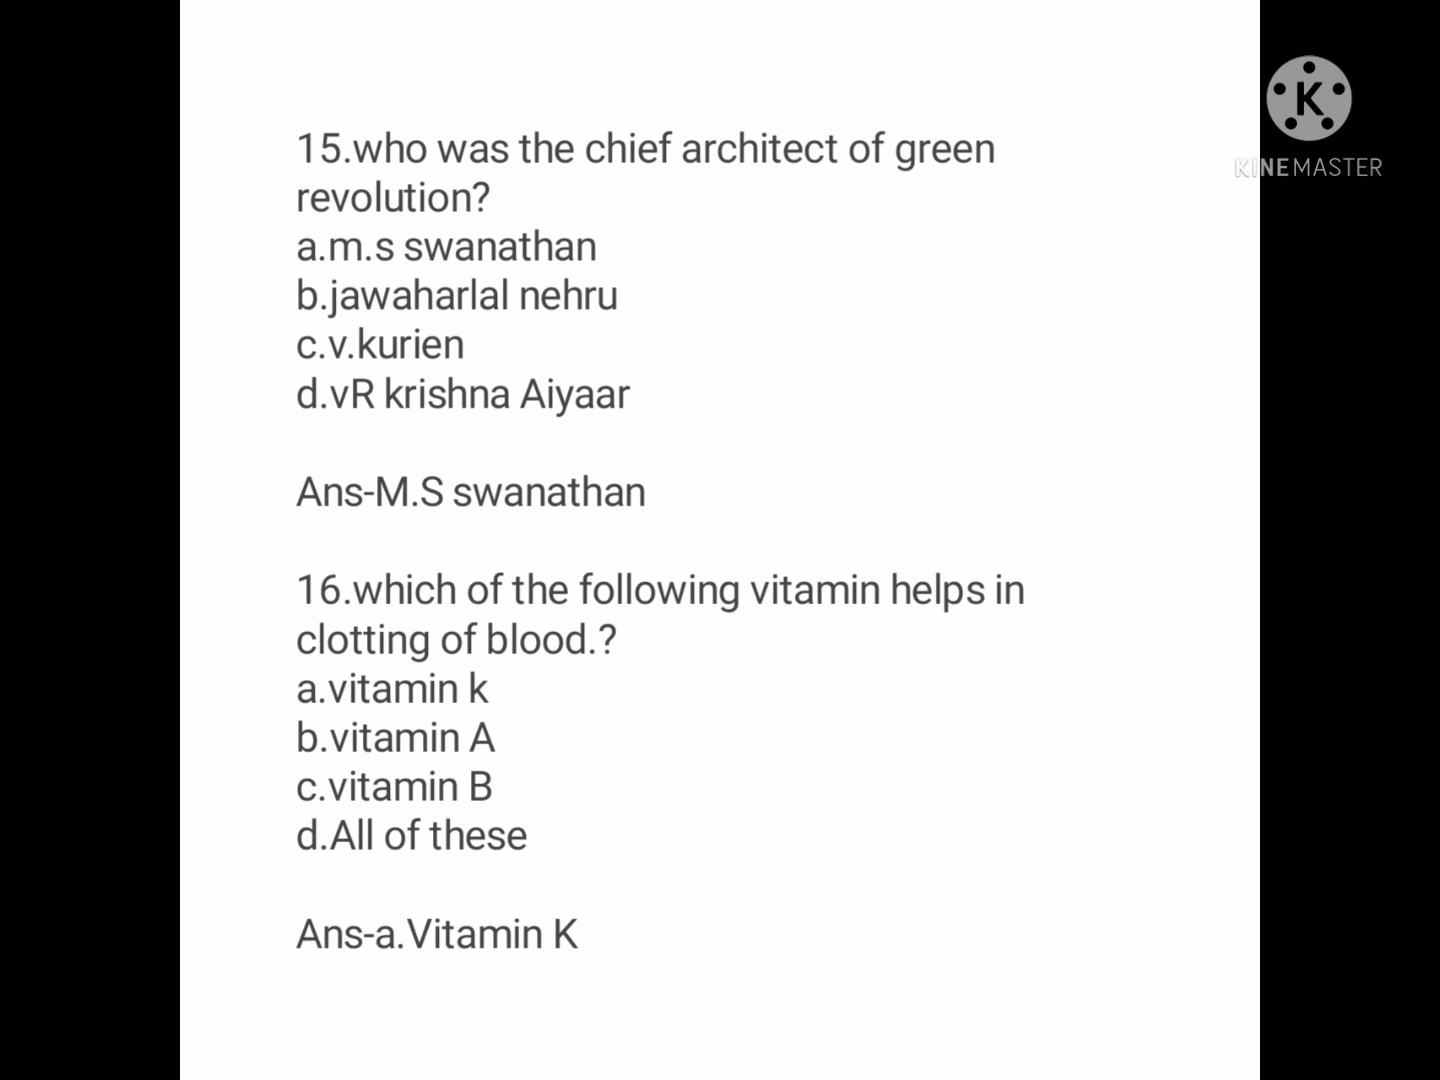 15.who was the chief architect of green
revolution?
a.m.s swanathan
b.jawaharlal nehru
c.v.kurien
d.vR krishna Aiyaar
Ans-M.S swanathan
16.which of the following vitamin helps in
clotting of blood.?
a.vitamin k
b.vitamin A
c.vitamin B
d.All of these
Ans-a.Vitamin K
K
KINEMASTER